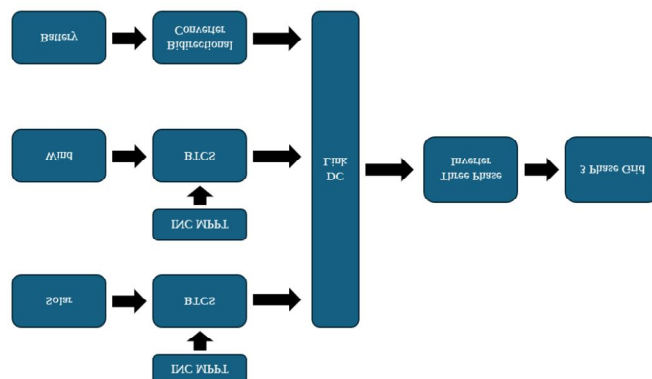 INC MPPT
Solar
BTCS
INC MPPT
Wind
BTCS
DC
Link
Three Phase
Inverter
3 Phase Grid
Battery
Bidirectional
Converter